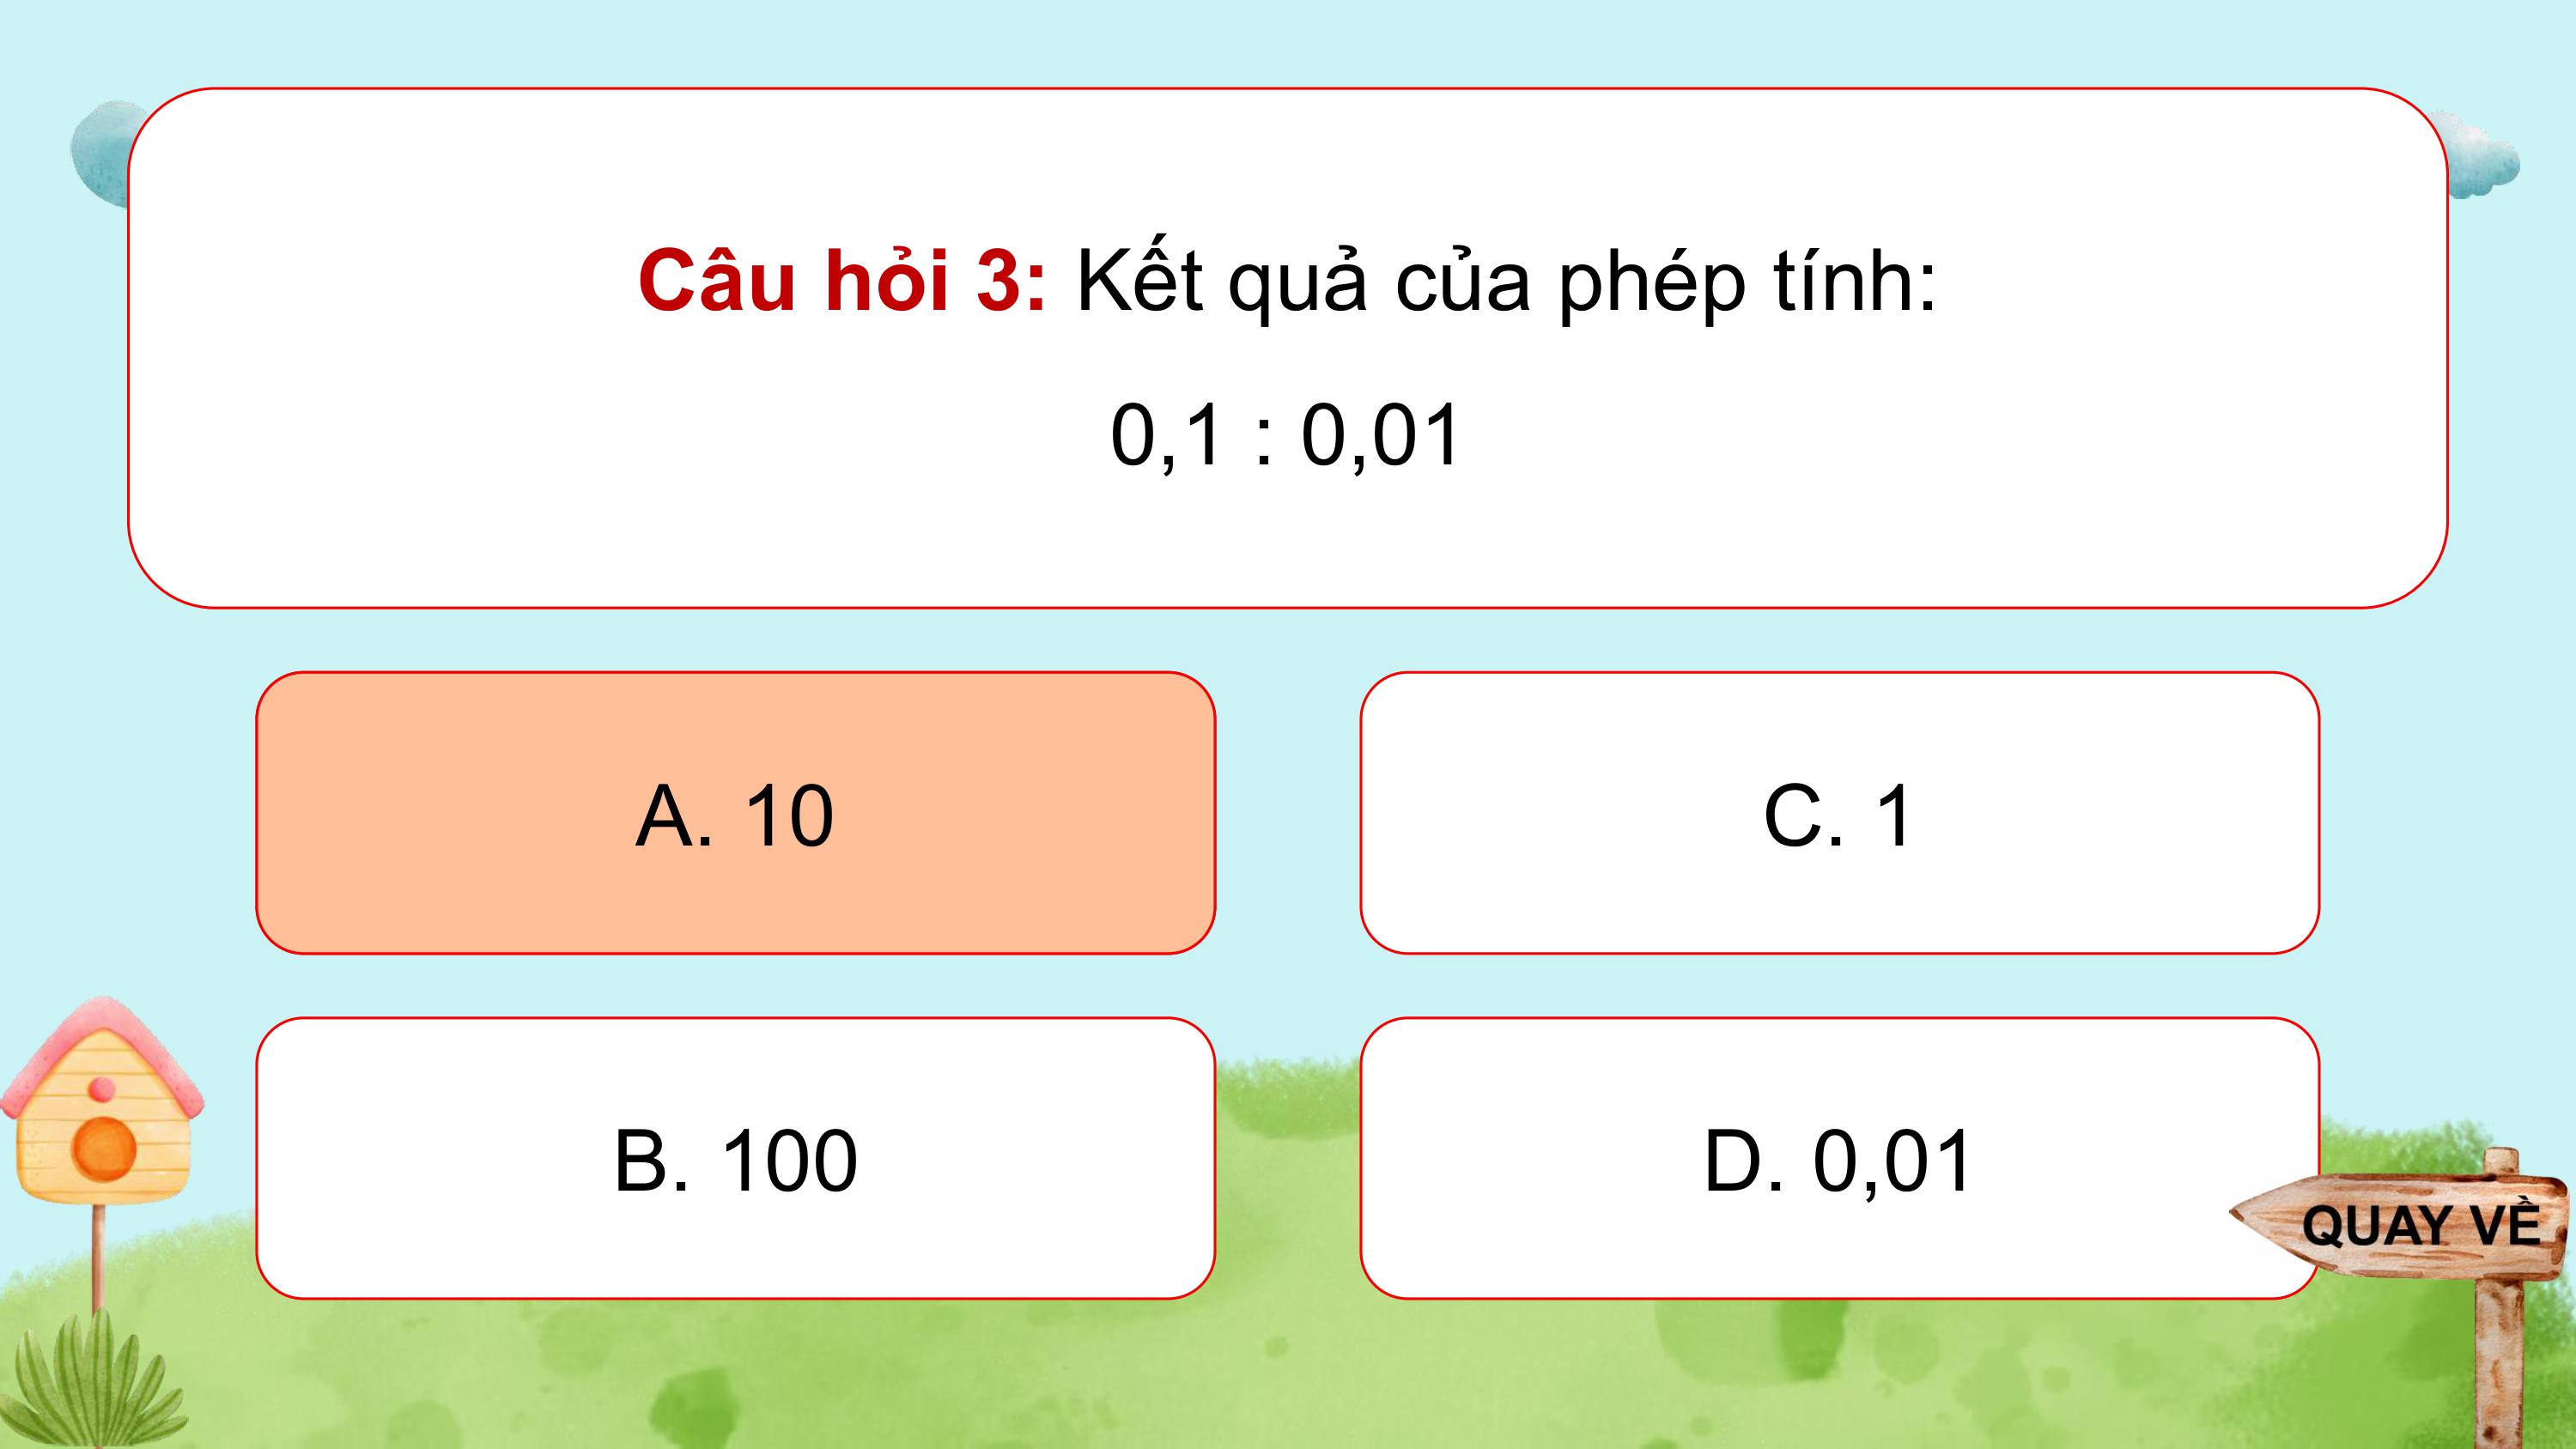 Câu hỏi 3: Kết quả của phép tính:
0,1 : 0,01
A. 10
C. 1
B. 100
D. 0,01
QUAY VỀ